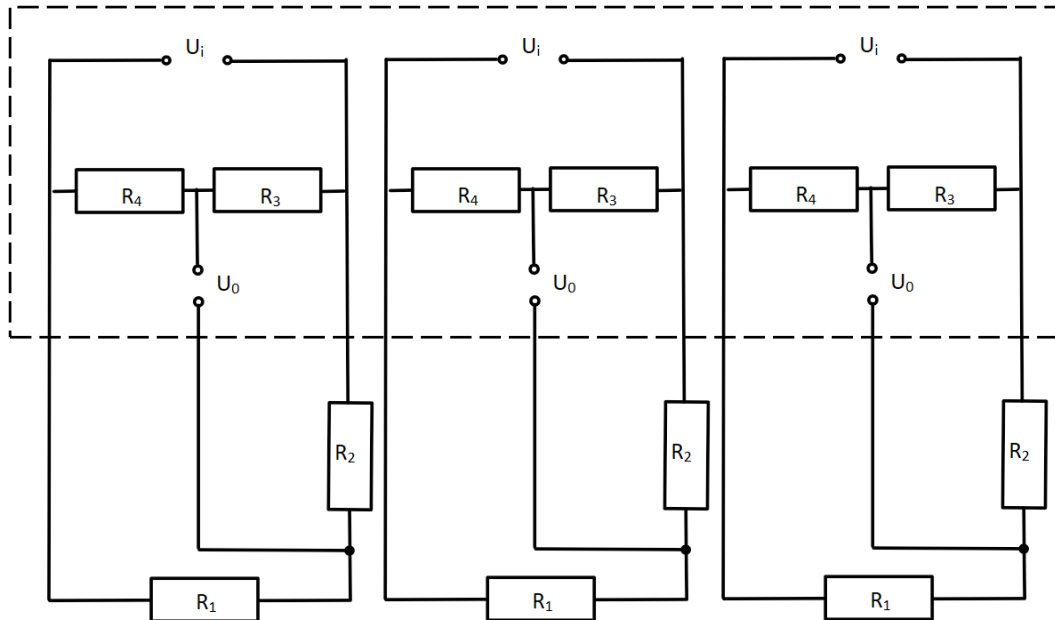 Uᵢ Uᵢ Uᵢ
R₄ R₃ R₄ R₃ R₄ R₃
U₀ U₀ U₀
R₂ R₂ R₂
R₁ R₁ R₁